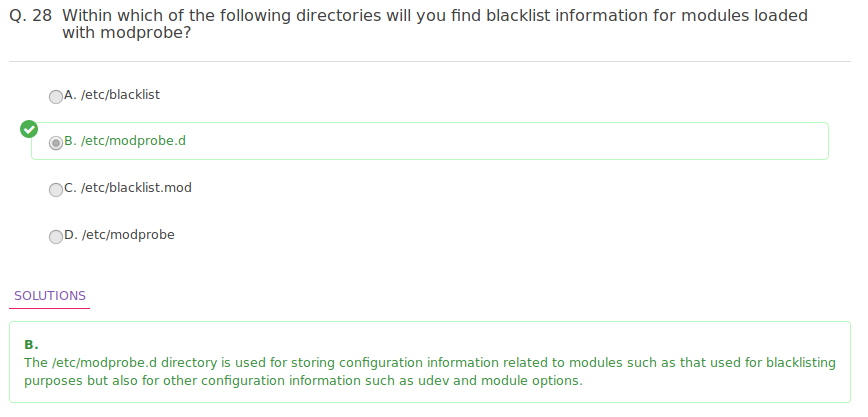 Q. 28 Within which of the following directories will you find blacklist information for modules loaded
with modprobe?
A. /etc/blacklist
B. /etc/modprobe.d
C. /etc/blacklist.mod
D. /etc/modprobe
SOLUTIONS
B.
The /etc/modprobe.d directory is used for storing configuration information related to modules such as that used for blacklisting
purposes but also for other configuration information such as udev and module options.